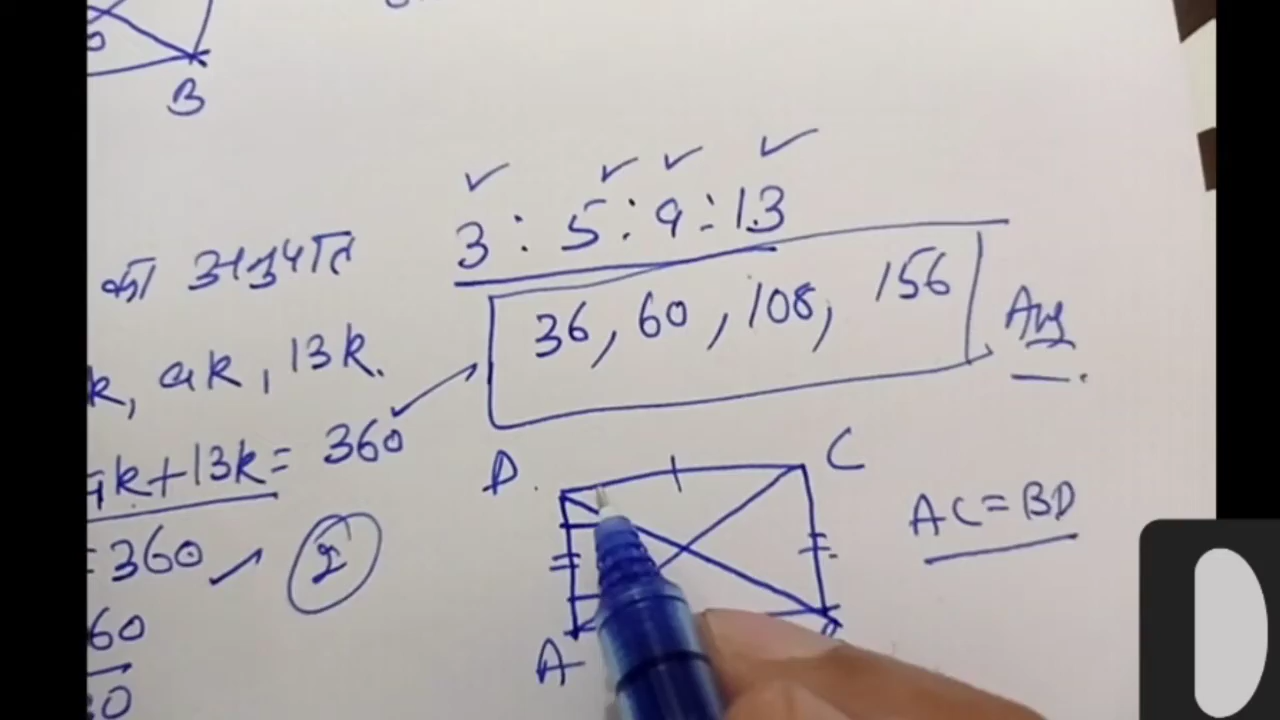 B
3 : 5 : 9 : 13
का अनुपात
36, 60, 108, 156
Ans
k, 9k, 13k.
9k+13k= 360
D
C
AC=BD
=360
2
60
A